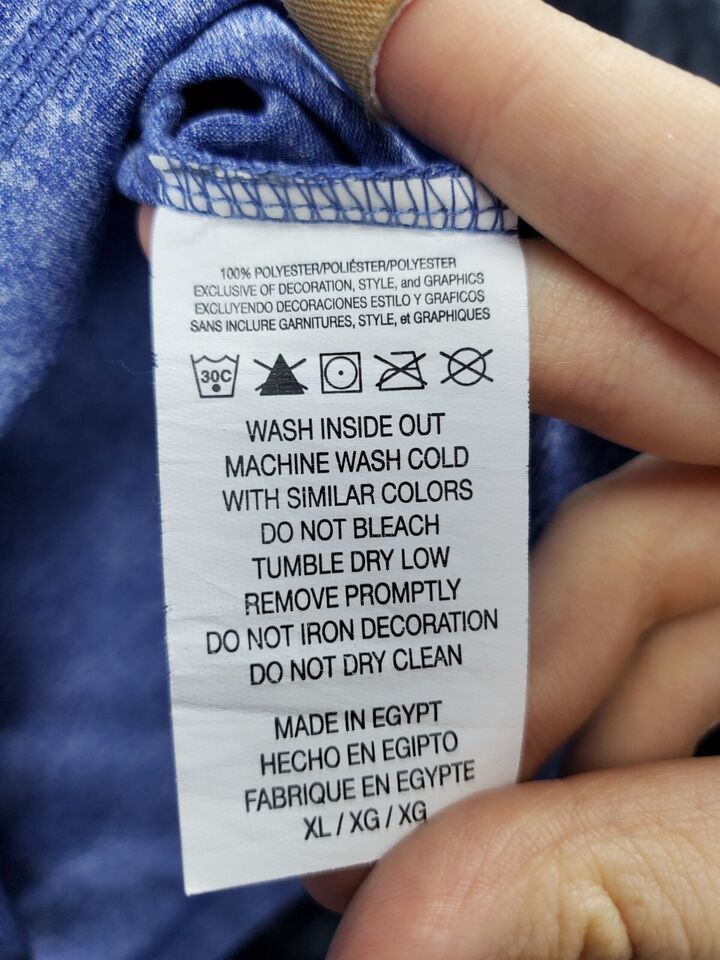 100% POLYESTER/POLIÉSTER/POLYESTER
EXCLUSIVE OF DECORATION, STYLE, and GRAPHICS
EXCLUYENDO DECORACIONES ESTILO Y GRAFICOS
SANS INCLURE GARNITURES, STYLE, et GRAPHIQUES
30C
WASH INSIDE OUT
MACHINE WASH COLD
WITH SIMILAR COLORS
DO NOT BLEACH
TUMBLE DRY LOW
REMOVE PROMPTLY
DO NOT IRON DECORATION
DO NOT DRY CLEAN
MADE IN EGYPT
HECHO EN EGIPTO
FABRIQUE EN EGYPTE
XL / XG / XG